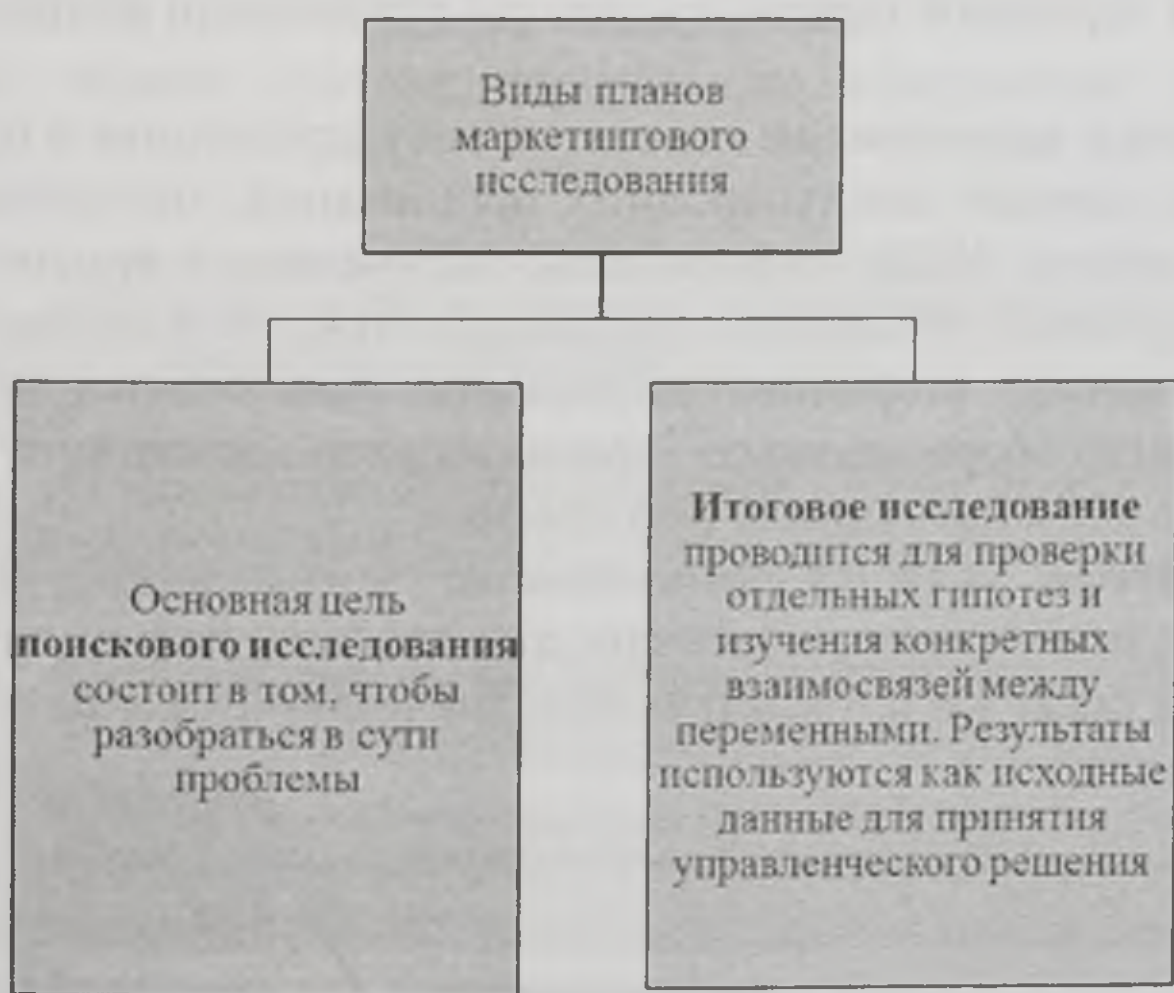 Виды планов
маркетингового
исследования
Основная цель
поискового исследования
состоит в том, чтобы
разобраться в сути
проблемы
Итоговое исследование
проводится для проверки
отдельных гипотез и
изучения конкретных
взаимосвязей между
переменными. Результаты
используются как исходные
данные для принятия
управленческого решения